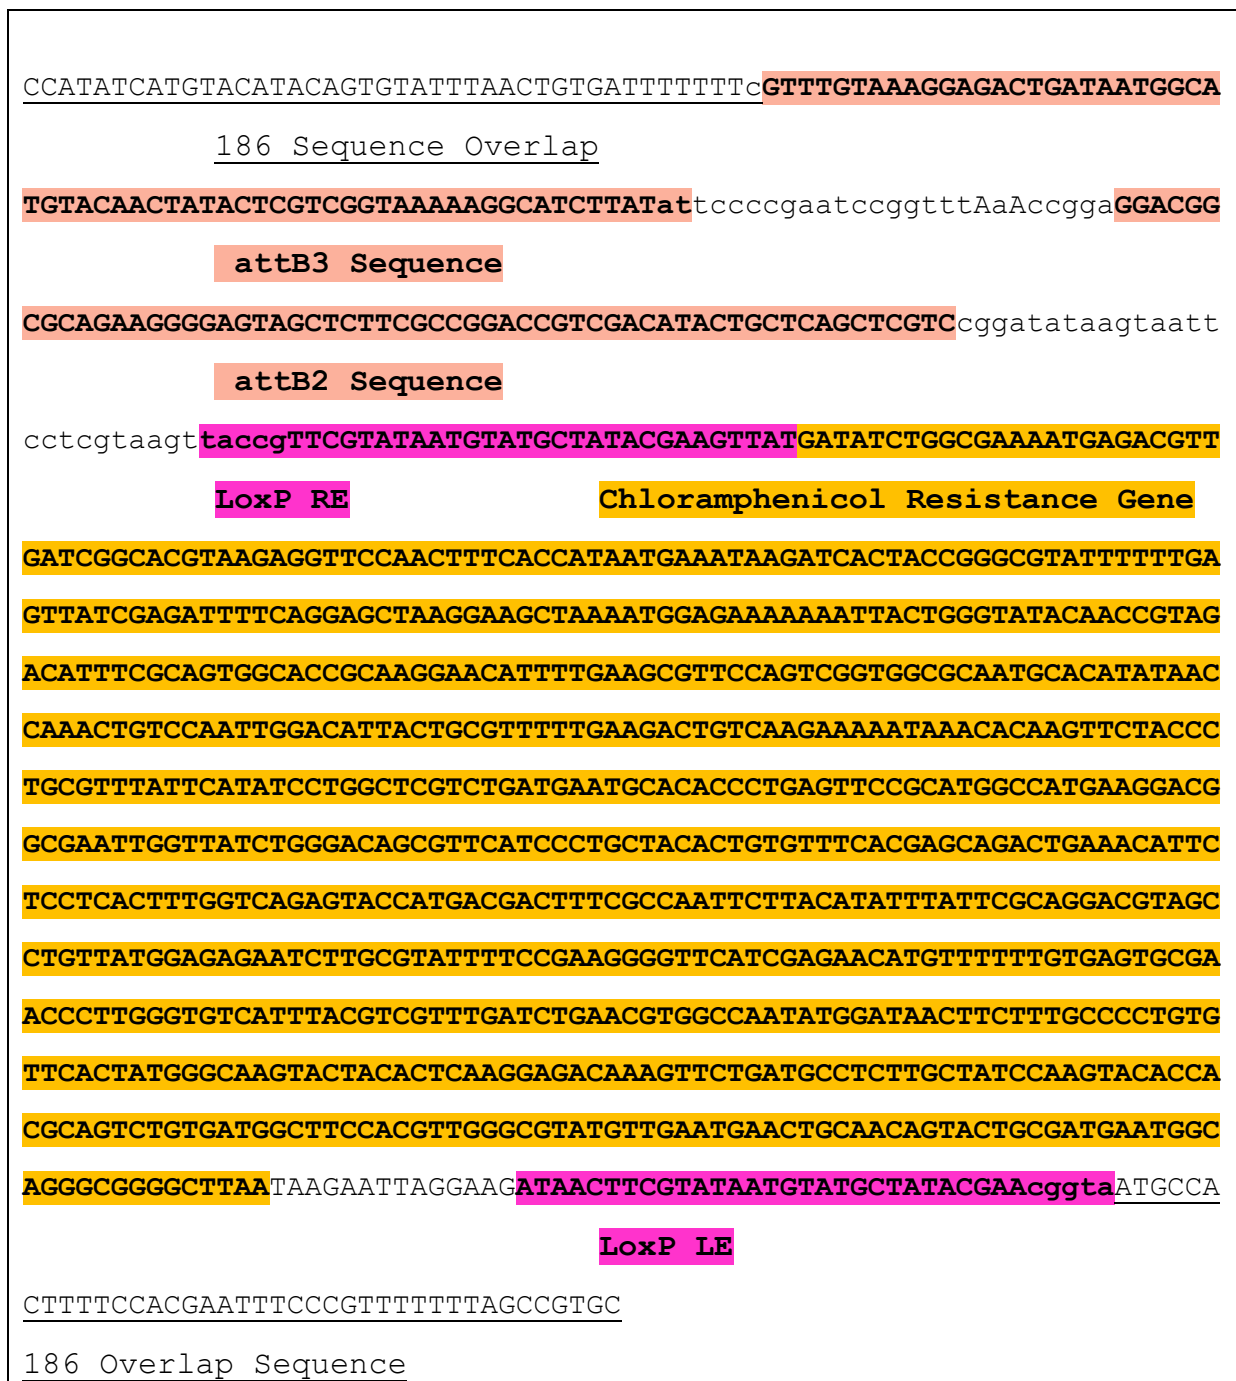 CCATATCATGTACATACAGTGTATTTAACTGTGATTTTTTTcGTTTGTAAAGGAGACTGATAATGGCA
186 Sequence Overlap
TGTACAACTATACTCGTCGGTAAAAAGGCATCTTATattccccgaatccggtttAaAccggaGGACGG
attB3 Sequence
CGCAGAAGGGGAGTAGCTCTTCGCCGGACCGTCGACATACTGCTCAGCTCGTCcggatataagtaatt
attB2 Sequence
cctcgtaagttaccgTTCGTATAATGTATGCTATACGAAGTTATGATATCTGGCGAAAATGAGACGTT
LoxP RE Chloramphenicol Resistance Gene
GATCGGCACGTAAGAGGTTCCAACTTTCACCATAATGAAATAAGATCACTACCGGGCGTATTTTTTGA
GTTATCGAGATTTTCAGGAGCTAAGGAAGCTAAAATGGAGAAAAAAATTACTGGGTATACAACCGTAG
ACATTTCGCAGTGGCACCGCAAGGAACATTTTGAAGCGTTCCAGTCGGTGGCGCAATGCACATATAAC
CAAACTGTCCAATTGGACATTACTGCGTTTTTGAAGACTGTCAAGAAAAATAAACACAAGTTCTACCC
TGCGTTTATTCATATCCTGGCTCGTCTGATGAATGCACACCCTGAGTTCCGCATGGCCATGAAGGACG
GCGAATTGGTTATCTGGGACAGCGTTCATCCCTGCTACACTGTGTTTCACGAGCAGACTGAAACATTC
TCCTCACTTTGGTCAGAGTACCATGACGACTTTCGCCAATTCTTACATATTTATTCGCAGGACGTAGC
CTGTTATGGAGAGAATCTTGCGTATTTTCCGAAGGGGTTCATCGAGAACATGTTTTTTGTGAGTGCGA
ACCCTTGGGTGTCATTTACGTCGTTTGATCTGAACGTGGCCAATATGGATAACTTCTTTGCCCCTGTG
TTCACTATGGGCAAGTACTACACTCAAGGAGACAAAGTTCTGATGCCTCTTGCTATCCAAGTACACCA
CGCAGTCTGTGATGGCTTCCACGTTGGGCGTATGTTGAATGAACTGCAACAGTACTGCGATGAATGGC
AGGGCGGGGCTTAATAAGAATTAGGAAGATAACTTCGTATAATGTATGCTATACGAAcggtaATGCCA
LoxP LE
CTTTTCCACGAATTTCCCGTTTTTTTAGCCGTGC
186 Overlap Sequence